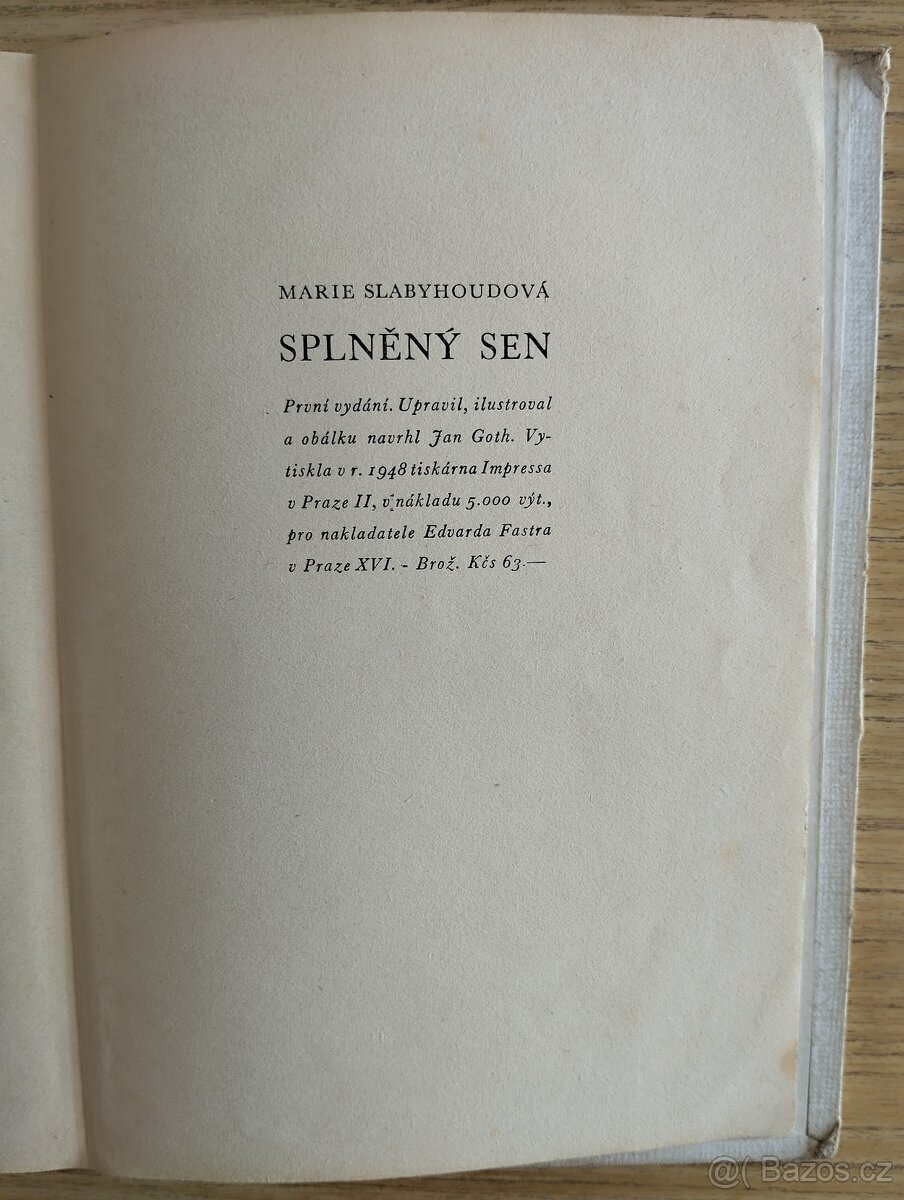 MARIE SLABYHOUDOVÁ
SPLNĚNÝ SEN
První vydání. Upravil, ilustroval
a obálku navrhl Jan Goth. Vy-
tiskla v r. 1948 tiskárna Impressa
v Praze II, v nákladu 5.000 výt.,
pro nakladatele Edvarda Fastra
v Praze XVI. - Brož. Kčs 63·—
@( Bazoš.cz